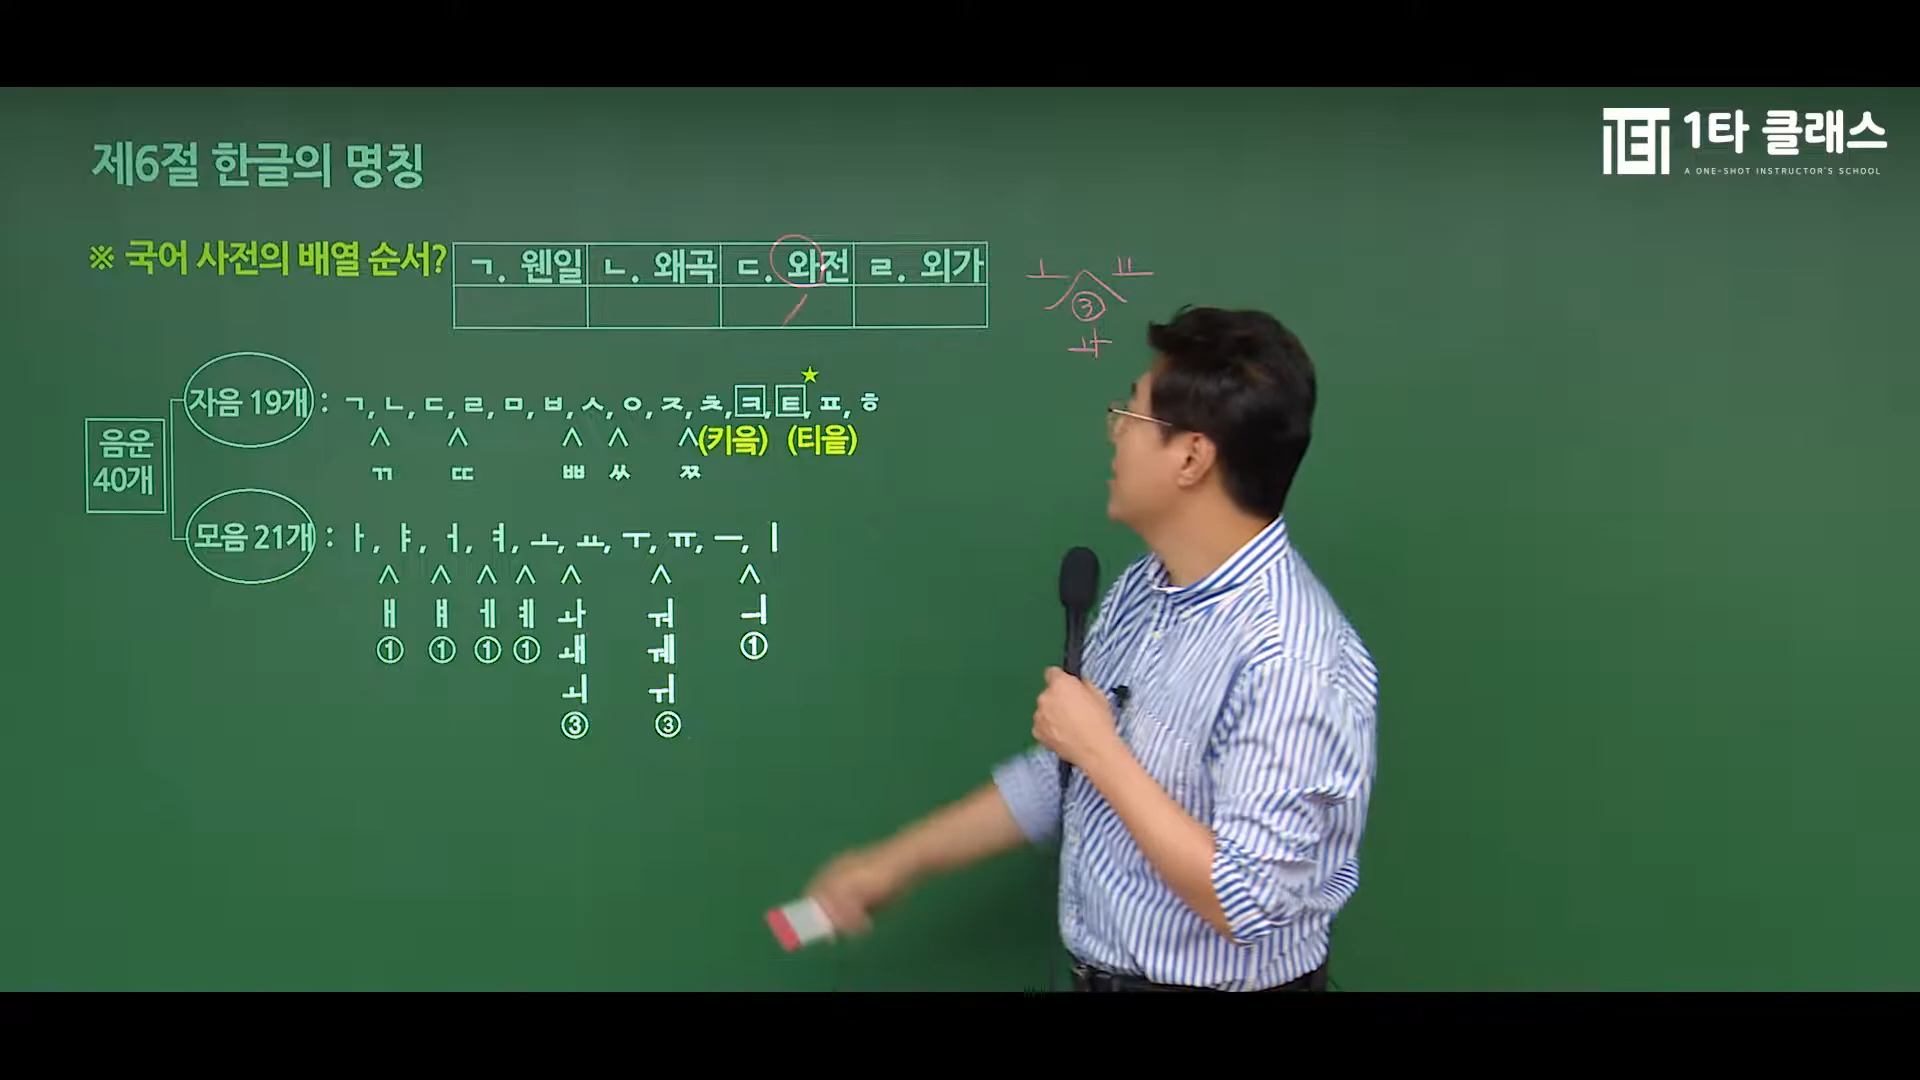 1타 클래스
A ONE-SHOT INSTRUCTOR'S SCHOOL
제6절 한글의 명칭
※ 국어 사전의 배열 순서? ㄱ. 웬일 ㄴ. 왜곡 ㄷ. 와전 ㄹ. 외가
ㅗ ㅛ
③
ㅘ
음운
40개
자음 19개 : ㄱ, ㄴ, ㄷ, ㄹ, ㅁ, ㅂ, ㅅ, ㅇ, ㅈ, ㅊ, ㅋ, ㅌ, ㅍ, ㅎ
^ ^ ^ ^ ^ (키읔) (티읕)
ㄲ ㄸ ㅃ ㅆ ㅉ
모음 21개 : ㅏ, ㅑ, ㅓ, ㅕ, ㅗ, ㅛ, ㅜ, ㅠ, ㅡ, ㅣ
^ ^ ^ ^ ^ ^ ^
ㅐ ㅒ ㅔ ㅖ ㅘ ㅝ ㅢ
① ① ① ① ㅙ ㅞ ①
ㅚ ㅟ
③ ③